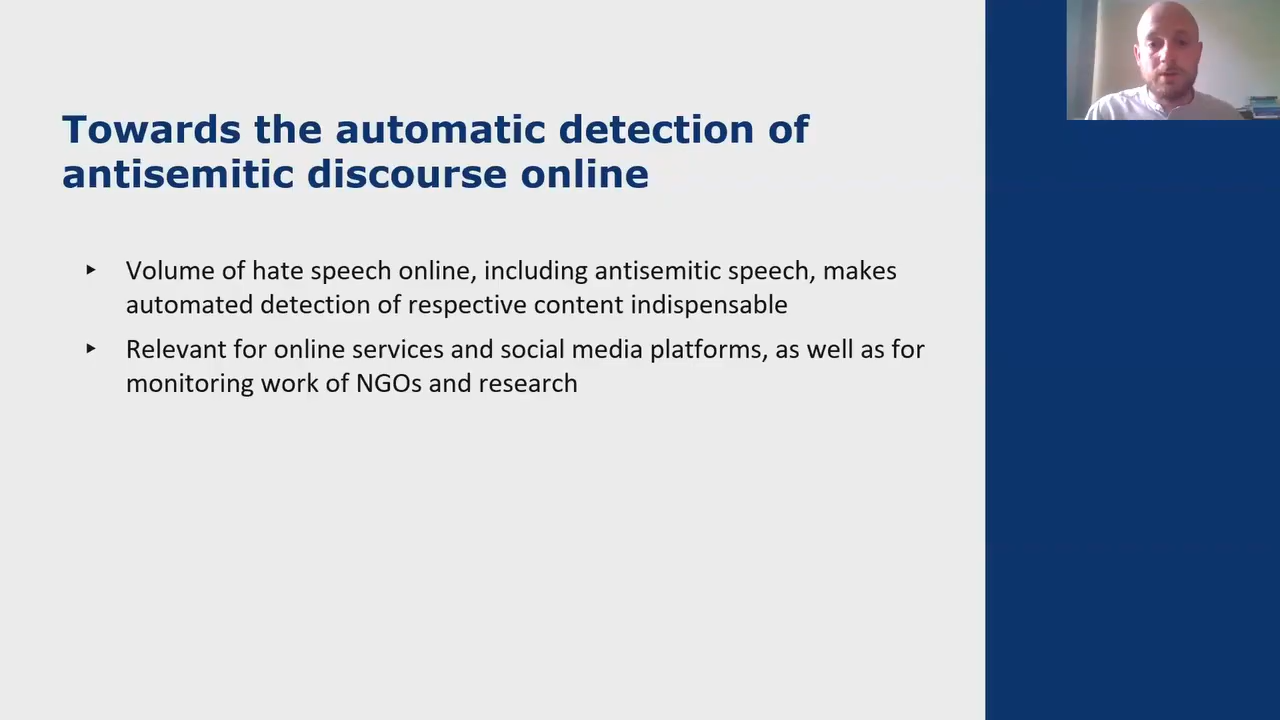 Towards the automatic detection of
antisemitic discourse online
‣ Volume of hate speech online, including antisemitic speech, makes
automated detection of respective content indispensable
‣ Relevant for online services and social media platforms, as well as for
monitoring work of NGOs and research